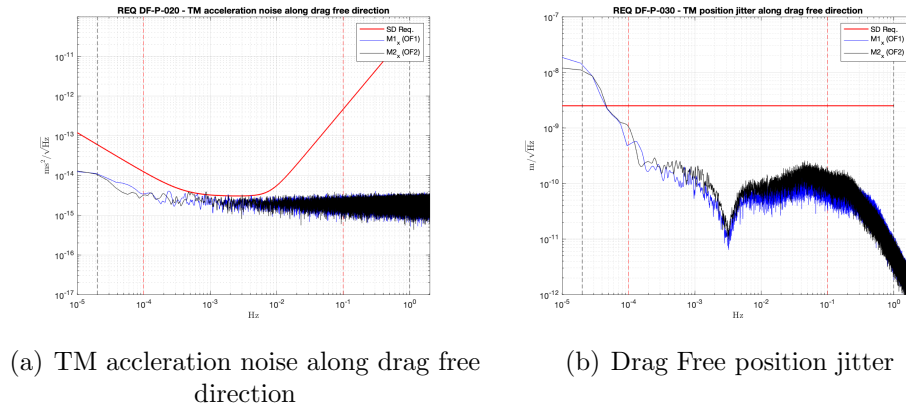 REQ DF-P-020 - TM acceleration noise along drag free direction
SD Req.
M1x (OF1)
M2x (OF2)
10-10
10-11
10-12
10-13
10-14
10-15
10-16
10-17
ms2/√Hz
10-5
10-4
10-3
10-2
10-1
100
Hz
REQ DF-P-030 - TM position jitter along drag free direction
SD Req.
M1x (OF1)
M2x (OF2)
10-6
10-7
10-8
10-9
10-10
10-11
10-12
m/√Hz
10-5
10-4
10-3
10-2
10-1
100
Hz
(a) TM accleration noise along drag free
direction
(b) Drag Free position jitter